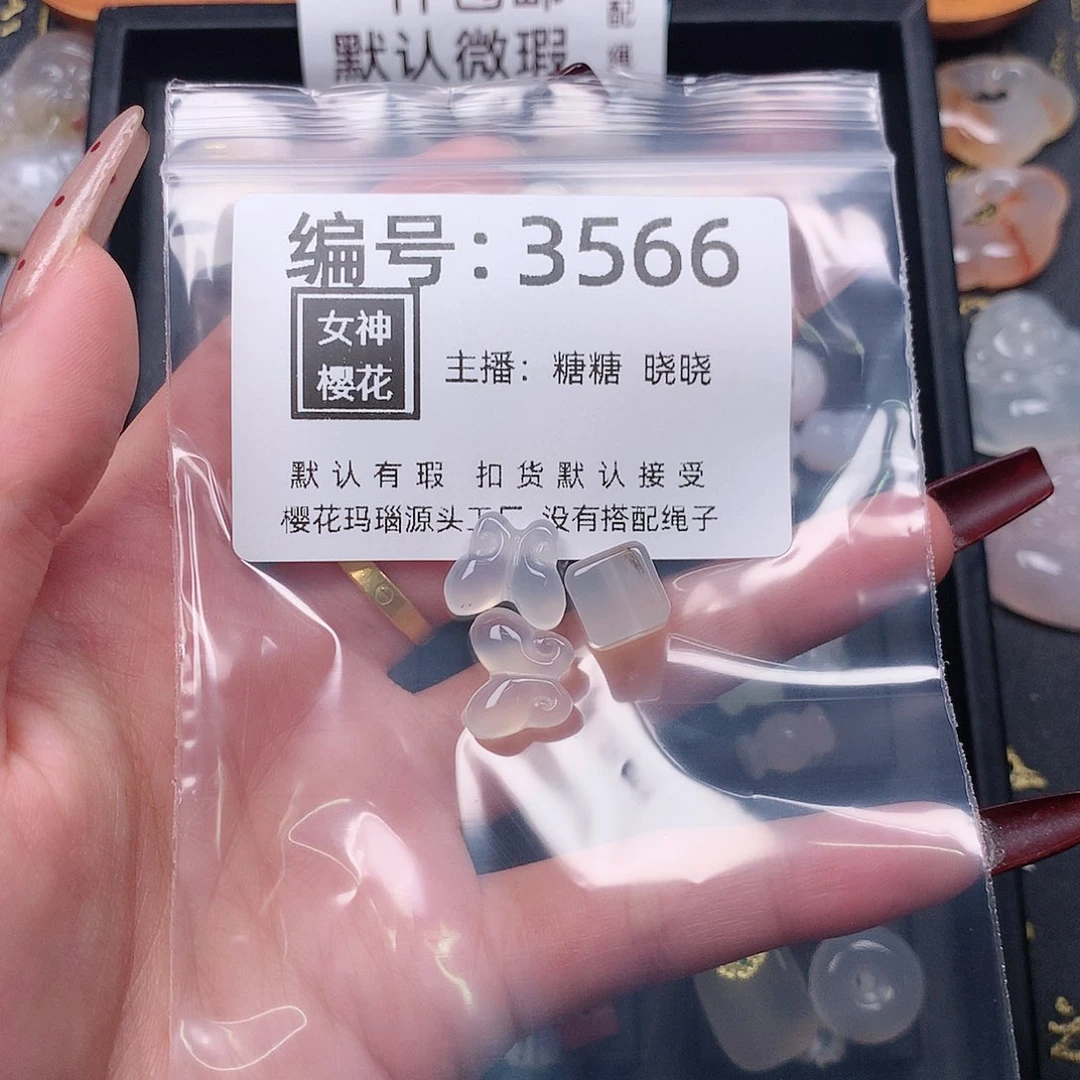 默认微瑕
配
编号:3566
女神
樱花
主播: 糖糖 晓晓
默认有瑕 扣货默认接受
樱花玛瑙源头工厂 没有搭配绳子